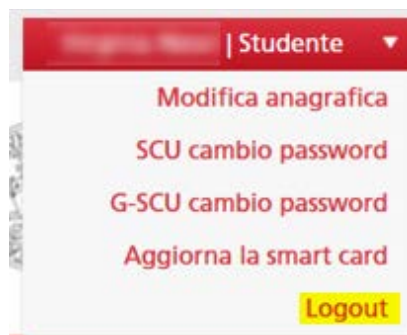 | Studente
Modifica anagrafica
SCU cambio password
G-SCU cambio password
Aggiorna la smart card
Logout